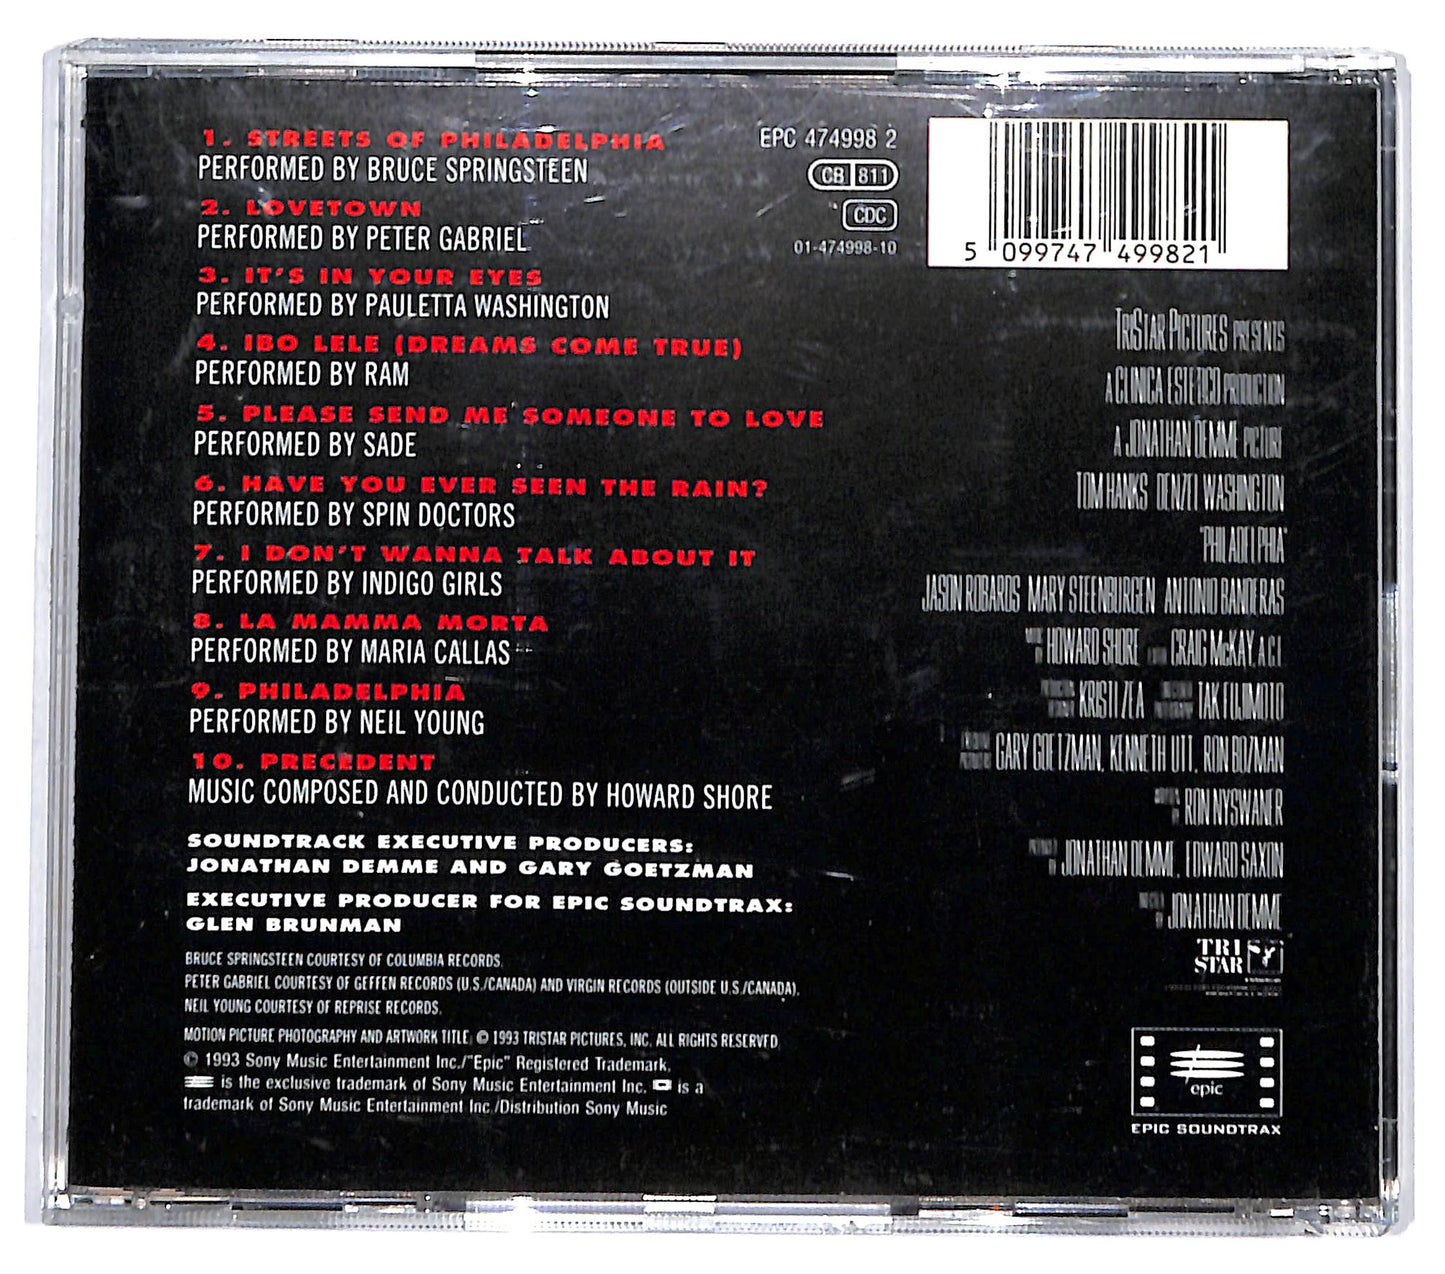 1. STREETS OF PHILADELPHIA
PERFORMED BY BRUCE SPRINGSTEEN
2. LOVETOWN
PERFORMED BY PETER GABRIEL
3. IT'S IN YOUR EYES
PERFORMED BY PAULETTA WASHINGTON
4. IBO LELE (DREAMS COME TRUE)
PERFORMED BY RAM
5. PLEASE SEND ME SOMEONE TO LOVE
PERFORMED BY SADE
6. HAVE YOU EVER SEEN THE RAIN?
PERFORMED BY SPIN DOCTORS
7. I DON'T WANNA TALK ABOUT IT
PERFORMED BY INDIGO GIRLS
8. LA MAMMA MORTA
PERFORMED BY MARIA CALLAS
9. PHILADELPHIA
PERFORMED BY NEIL YOUNG
10. PRECEDENT
MUSIC COMPOSED AND CONDUCTED BY HOWARD SHORE
SOUNDTRACK EXECUTIVE PRODUCERS:
JONATHAN DEMME AND GARY GOETZMAN
EXECUTIVE PRODUCER FOR EPIC SOUNDTRAX:
GLEN BRUNMAN
BRUCE SPRINGSTEEN COURTESY OF COLUMBIA RECORDS.
PETER GABRIEL COURTESY OF GEFFEN RECORDS (U.S./CANADA) AND VIRGIN RECORDS (OUTSIDE U.S./CANADA).
NEIL YOUNG COURTESY OF REPRISE RECORDS.
MOTION PICTURE PHOTOGRAPHY AND ARTWORK TITLE: © 1993 TRISTAR PICTURES, INC. ALL RIGHTS RESERVED.
© 1993 Sony Music Entertainment Inc./"Epic" Registered Trademark.
is the exclusive trademark of Sony Music Entertainment Inc. is a
trademark of Sony Music Entertainment Inc./Distribution Sony Music
EPC 474998 2
CB 811
CDC
01-474998-10
5 099747 499821
TRISTAR PICTURES PRESENTS
A CLINICA ESTETICO PRODUCTION
A JONATHAN DEMME PICTURE
TOM HANKS DENZEL WASHINGTON
"PHILADELPHIA"
JASON ROBARDS MARY STEENBURGEN ANTONIO BANDERAS
HOWARD SHORE CRAIG McKAY, A.C.E.
KRISTI ZEA TAK FUJIMOTO
GARY GOETZMAN, KENNETH UTT, RON BOZMAN
RON NYSWANER
JONATHAN DEMME, EDWARD SAXON
JONATHAN DEMME
TRI
STAR
epic
EPIC SOUNDTRAX